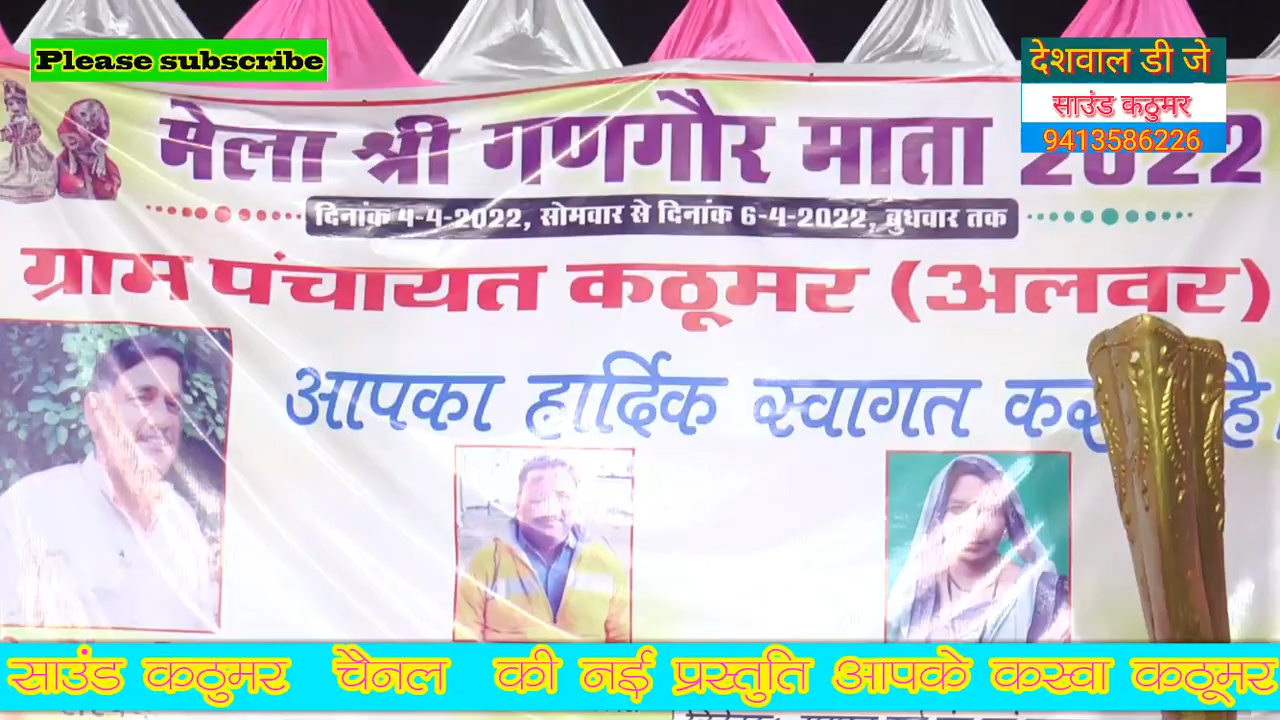 Please subscribe
देशवाल डी जे
साउंड कठुमर
9413586226
मैला श्री गणगौर माता 2022
दिनांक 4-4-2022, सोमवार से दिनांक 6-4-2022, बुधवार तक
ग्राम पंचायत कठूमर (अलवर)
आपका हार्दिक स्वागत है।
साउंड कठुमर चैनल की नई प्रस्तुति आपके कस्वा कठूमर